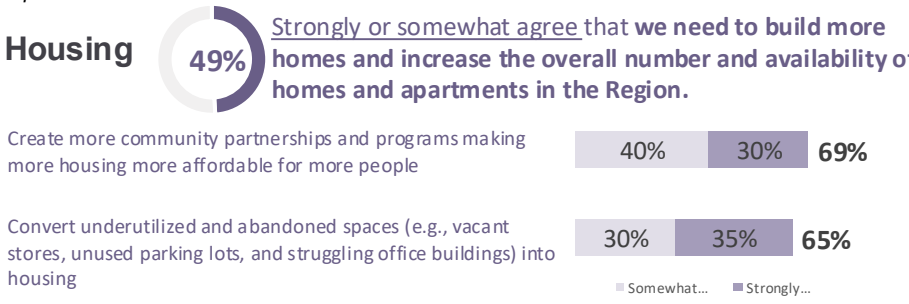 Housing
49%
Strongly or somewhat agree that we need to build more
homes and increase the overall number and availability of
homes and apartments in the Region.
Create more community partnerships and programs making
more housing more affordable for more people
40% 30% 69%
Convert underutilized and abandoned spaces (e.g., vacant
stores, unused parking lots, and struggling office buildings) into
housing
30% 35% 65%
Somewhat... Strongly...